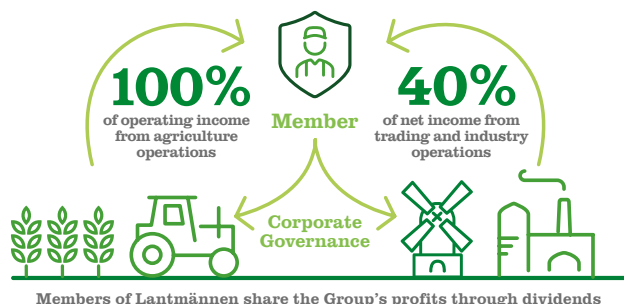 100%
of operating income
from agriculture
operations
Member
40%
of net income from
trading and industry
operations
Corporate
Governance
Members of Lantmännen share the Group's profits through dividends